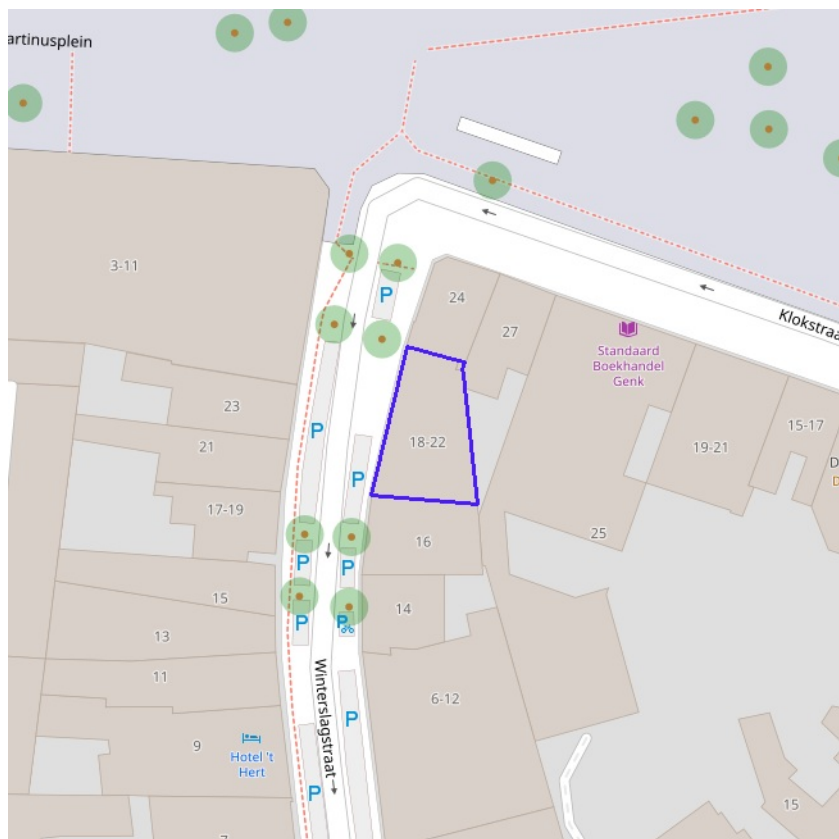 artinusplein
3-11
24
27
Klokstraa
Standaard
Boekhandel
Genk
P
23
P
18-22
19-21
15-17
21
P
D
D
17-19
16
25
P
P
15
14
P
P
13
11
6-12
Winterslagstraat
P
9
Hotel 't
Hert
P
15
7